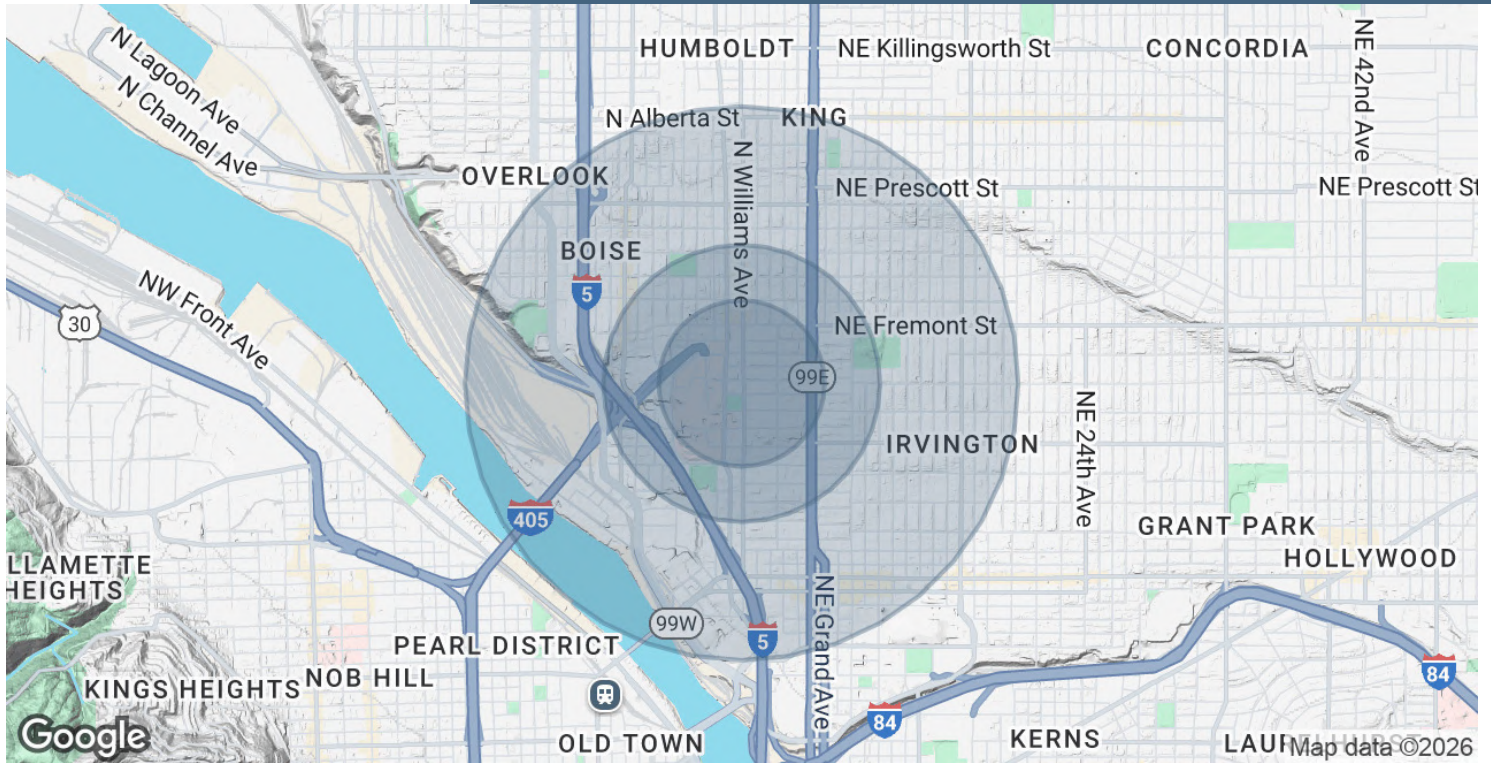 HUMBOLDT
NE Killingsworth St
CONCORDIA
NE 42nd Ave
N Lagoon Ave
N Channel Ave
N Alberta St
KING
OVERLOOK
NE Prescott St
NE Prescott St
N Williams Ave
BOISE
5
NW Front Ave
30
NE Fremont St
99E
NE 24th Ave
IRVINGTON
405
GRANT PARK
HOLLYWOOD
LLAMETTE
HEIGHTS
99W
5
NE Grand Ave
PEARL DISTRICT
NOB HILL
KINGS HEIGHTS
84
84
Google
OLD TOWN
KERNS
Map data ©2026